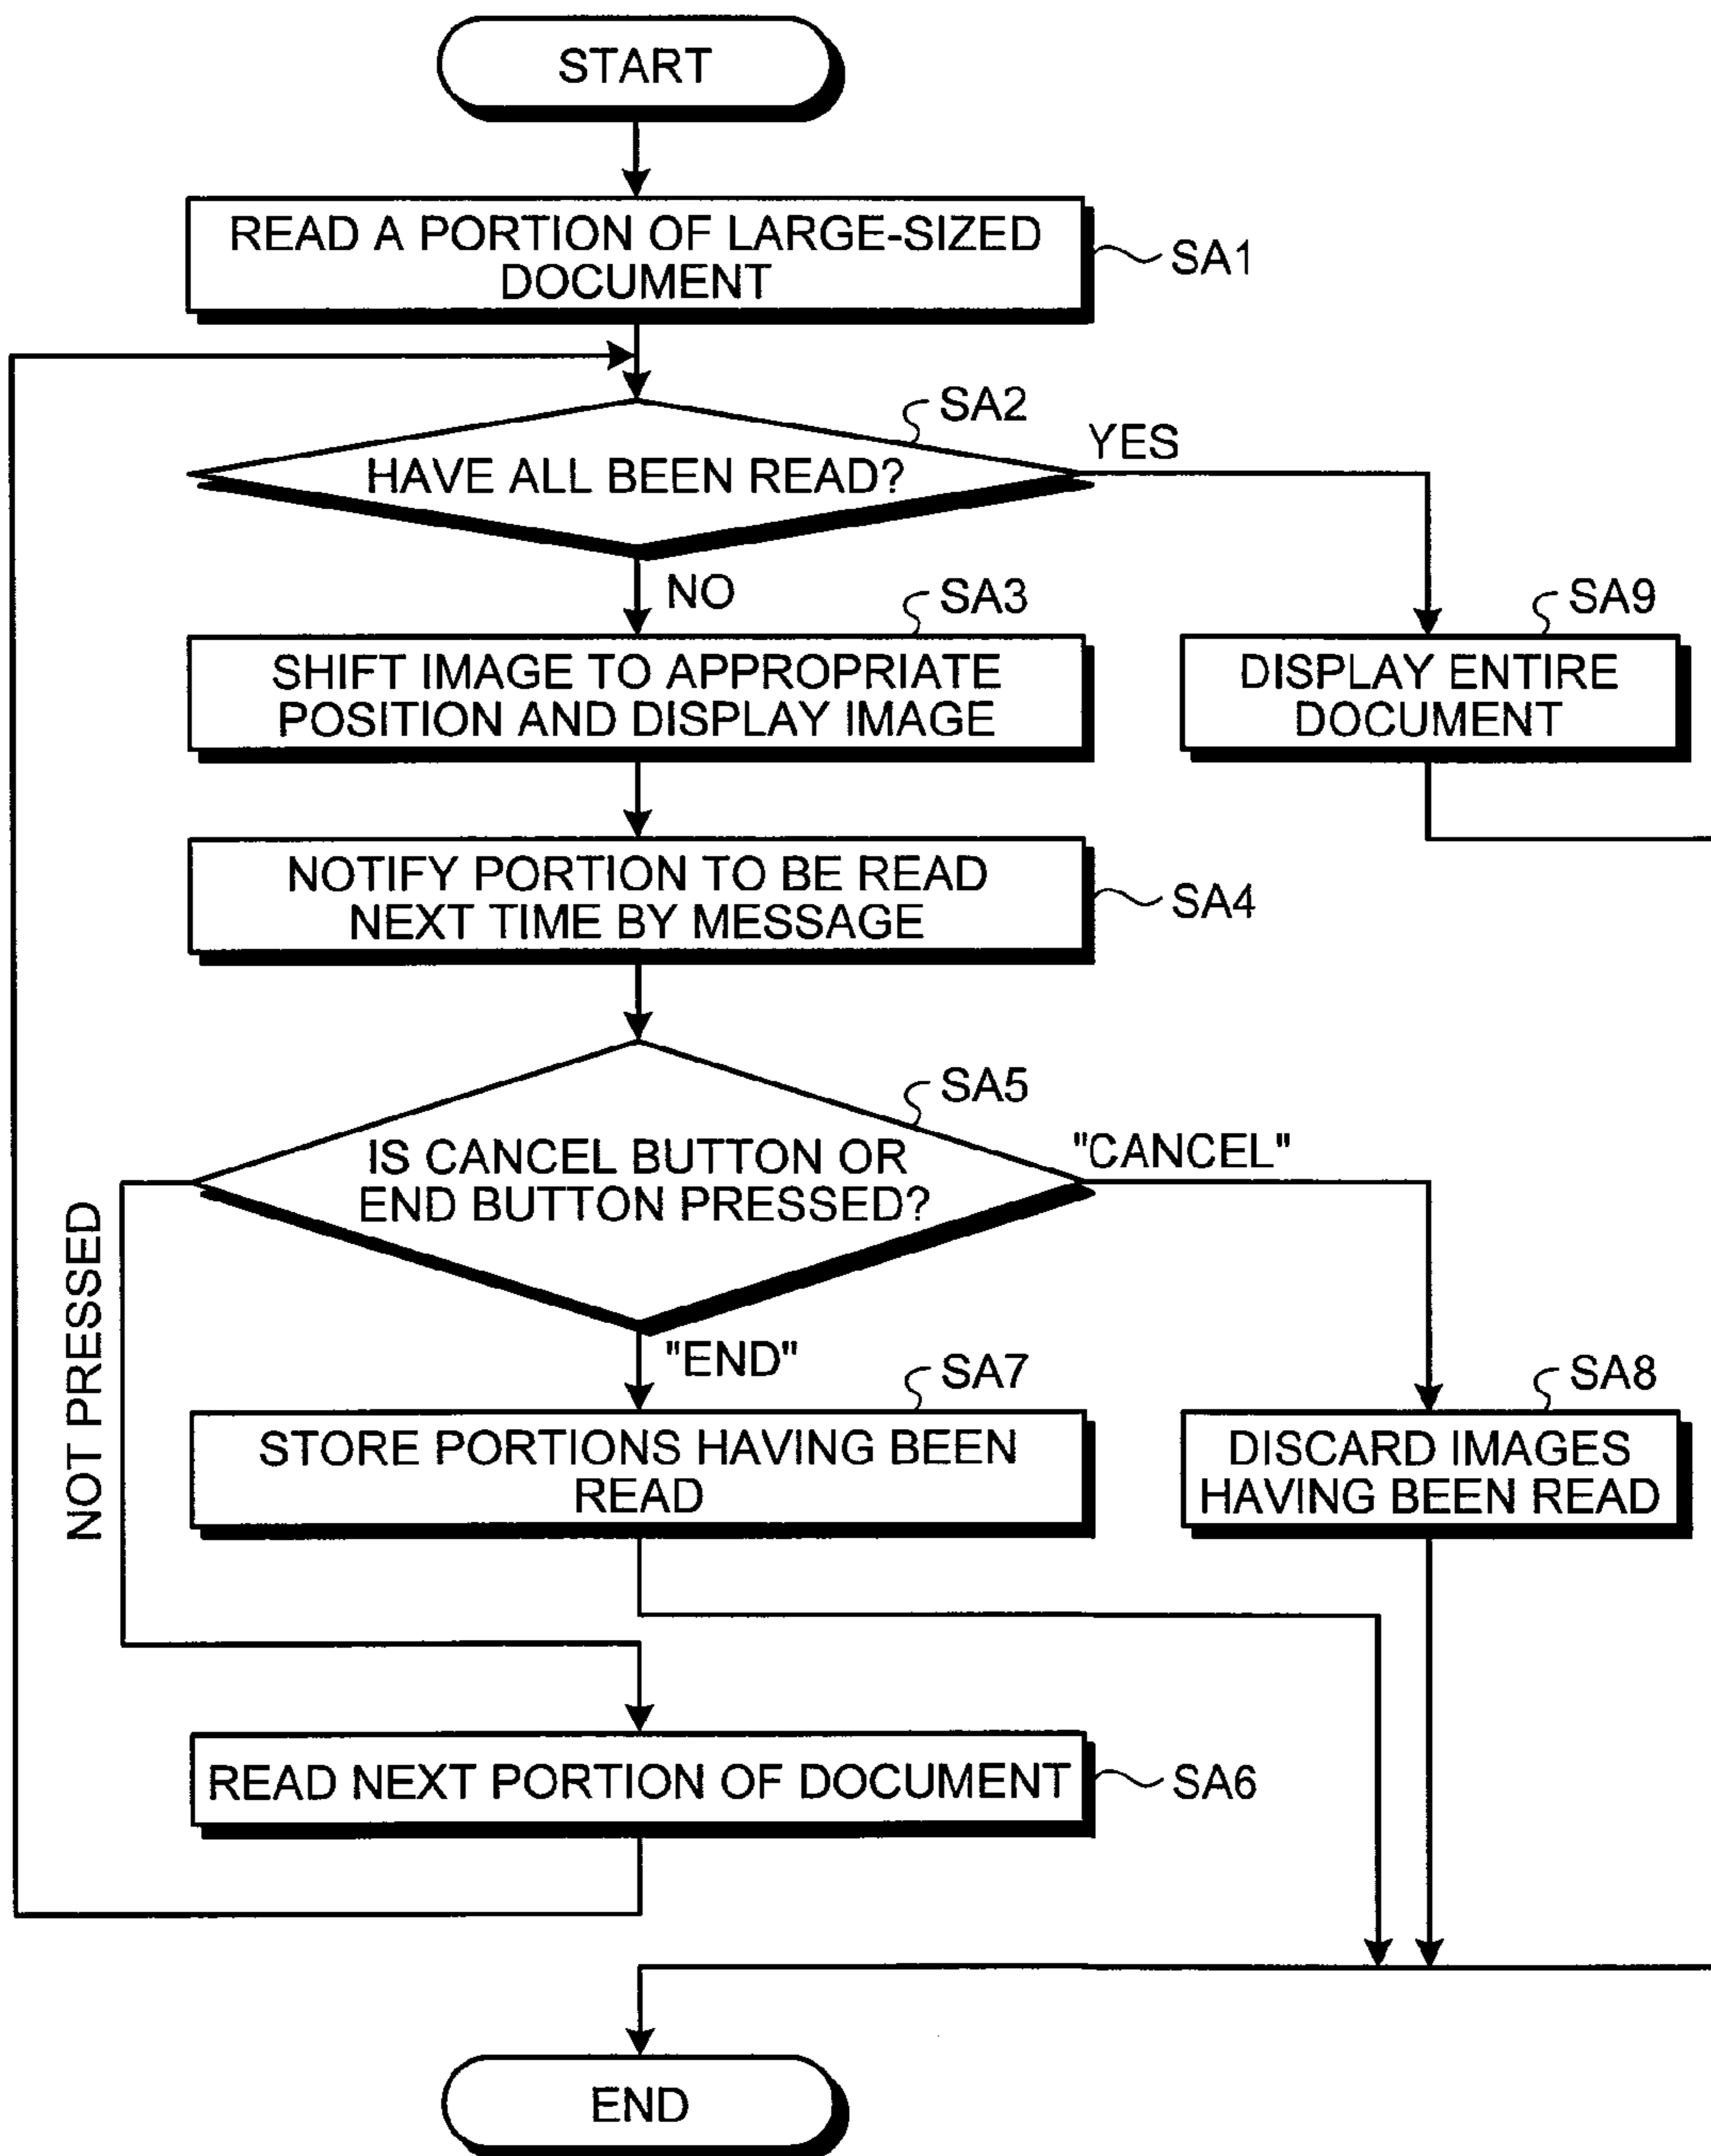 START
READ A PORTION OF LARGE-SIZED
DOCUMENT
SA1
SA2
YES
HAVE ALL BEEN READ?
NO
SA3
SA9
SHIFT IMAGE TO APPROPRIATE
POSITION AND DISPLAY IMAGE
DISPLAY ENTIRE
DOCUMENT
NOTIFY PORTION TO BE READ
NEXT TIME BY MESSAGE
SA4
SA5
IS CANCEL BUTTON OR
END BUTTON PRESSED?
"CANCEL"
NOT PRESSED
"END"
SA7
SA8
STORE PORTIONS HAVING BEEN
READ
DISCARD IMAGES
HAVING BEEN READ
READ NEXT PORTION OF DOCUMENT
SA6
END